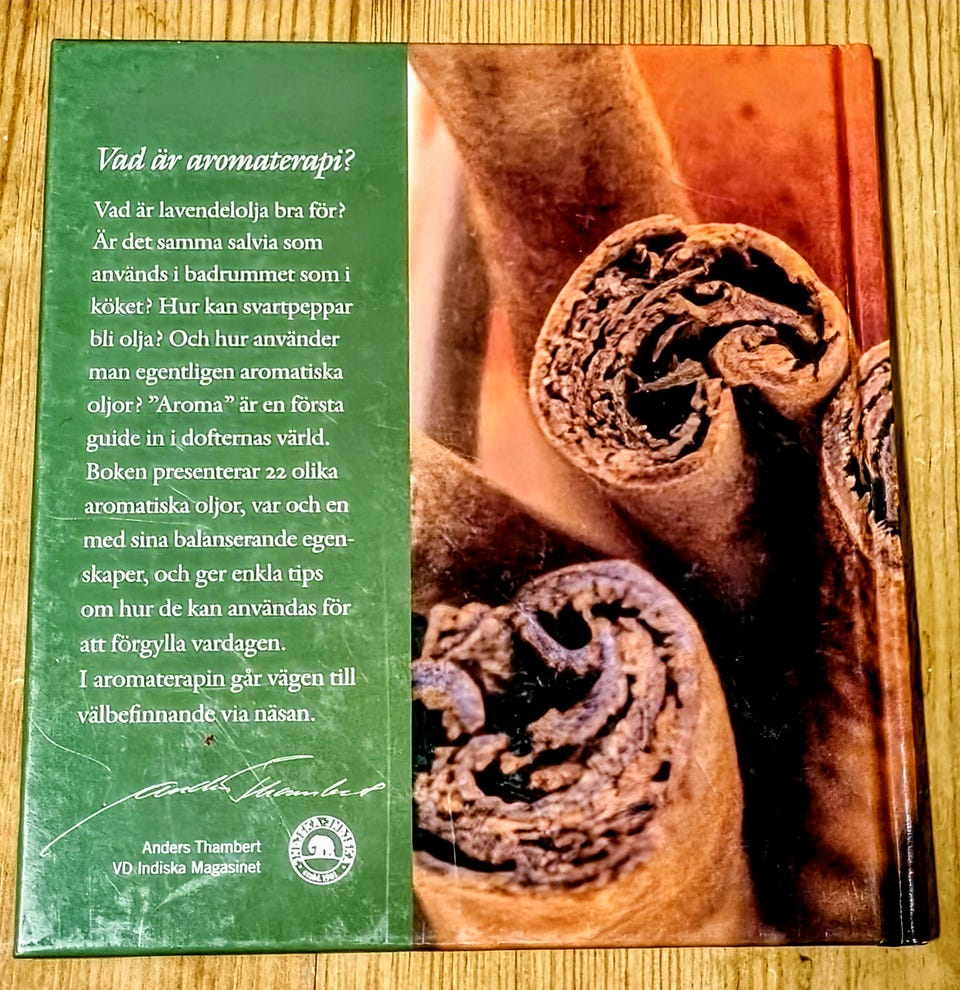 Vad är aromaterapi?
Vad är lavendelolja bra för?
Är det samma salvia som
används i badrummet som i
köket? Hur kan svartpeppar
bli olja? Och hur använder
man egentligen aromatiska
oljor? ”Aroma” är en första
guide in i dofternas värld.
Boken presenterar 22 olika
aromatiska oljor, var och en
med sina balanserande egen-
skaper, och ger enkla tips
om hur de kan användas för
att förgylla vardagen.
I aromaterapin går vägen till
välbefinnande via näsan.
Anders Thambert
Anders Thambert
VD Indiska Magasinet